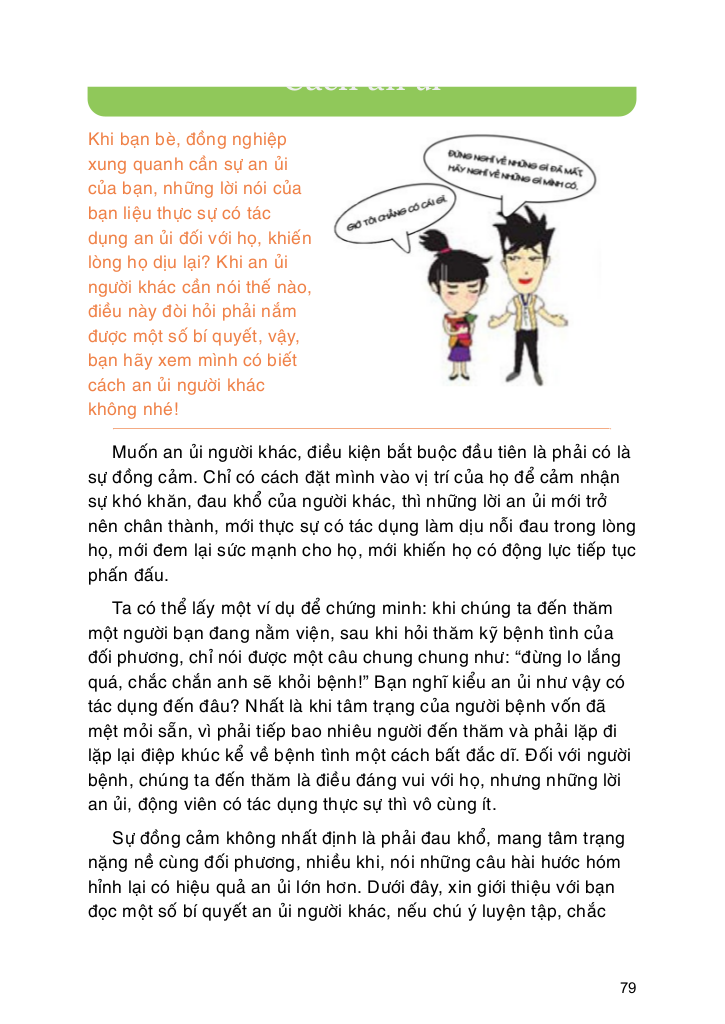 Cách an ủi
Khi bạn bè, đồng nghiệp
xung quanh cần sự an ủi
của bạn, những lời nói của
bạn liệu thực sự có tác
dụng an ủi đối với họ, khiến
lòng họ dịu lại? Khi an ủi
người khác cần nói thế nào,
điều này đòi hỏi phải nắm
được một số bí quyết, vậy,
bạn hãy xem mình có biết
cách an ủi người khác
không nhé!
ĐỪNG NGHĨ VỀ NHỮNG GÌ ĐÃ MẤT,
HÃY NGHĨ VỀ NHỮNG GÌ MÌNH CÓ.
GIỜ TÔI CHẲNG CÓ CÁI GÌ.
Muốn an ủi người khác, điều kiện bắt buộc đầu tiên là phải có là
sự đồng cảm. Chỉ có cách đặt mình vào vị trí của họ để cảm nhận
sự khó khăn, đau khổ của người khác, thì những lời an ủi mới trở
nên chân thành, mới thực sự có tác dụng làm dịu nỗi đau trong lòng
họ, mới đem lại sức mạnh cho họ, mới khiến họ có động lực tiếp tục
phấn đấu.
Ta có thể lấy một ví dụ để chứng minh: khi chúng ta đến thăm
một người bạn đang nằm viện, sau khi hỏi thăm kỹ bệnh tình của
đối phương, chỉ nói được một câu chung chung như: “đừng lo lắng
quá, chắc chắn anh sẽ khỏi bệnh!” Bạn nghĩ kiểu an ủi như vậy có
tác dụng đến đâu? Nhất là khi tâm trạng của người bệnh vốn đã
mệt mỏi sẵn, vì phải tiếp bao nhiêu người đến thăm và phải lặp đi
lặp lại điệp khúc kể về bệnh tình một cách bất đắc dĩ. Đối với người
bệnh, chúng ta đến thăm là điều đáng vui với họ, nhưng những lời
an ủi, động viên có tác dụng thực sự thì vô cùng ít.
Sự đồng cảm không nhất định là phải đau khổ, mang tâm trạng
nặng nề cùng đối phương, nhiều khi, nói những câu hài hước hóm
hỉnh lại có hiệu quả an ủi lớn hơn. Dưới đây, xin giới thiệu với bạn
đọc một số bí quyết an ủi người khác, nếu chú ý luyện tập, chắc
79